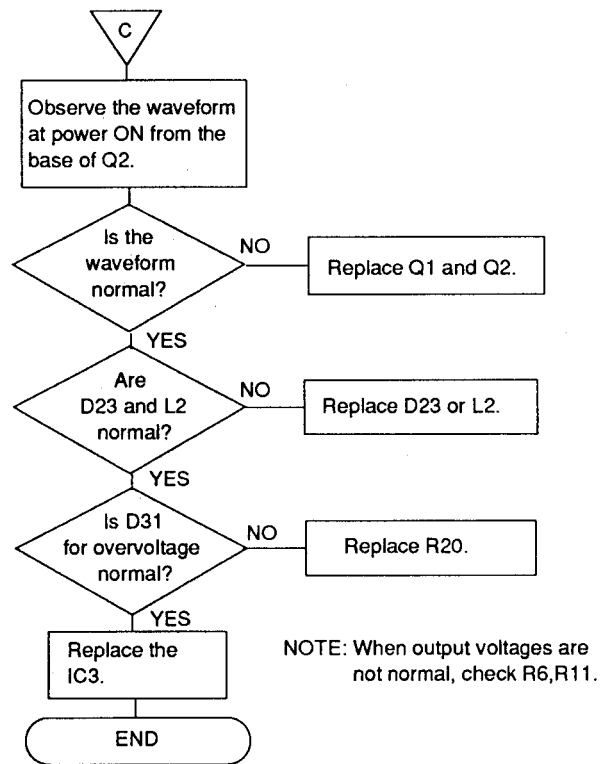 C
Observe the waveform
at power ON from the
base of Q2.
Is the
waveform
normal?
NO
Replace Q1 and Q2.
YES
Are
D23 and L2
normal?
NO
Replace D23 or L2.
YES
Is D31
for overvoltage
normal?
NO
Replace R20.
YES
Replace the
IC3.
NOTE: When output voltages are
not normal, check R6,R11.
END